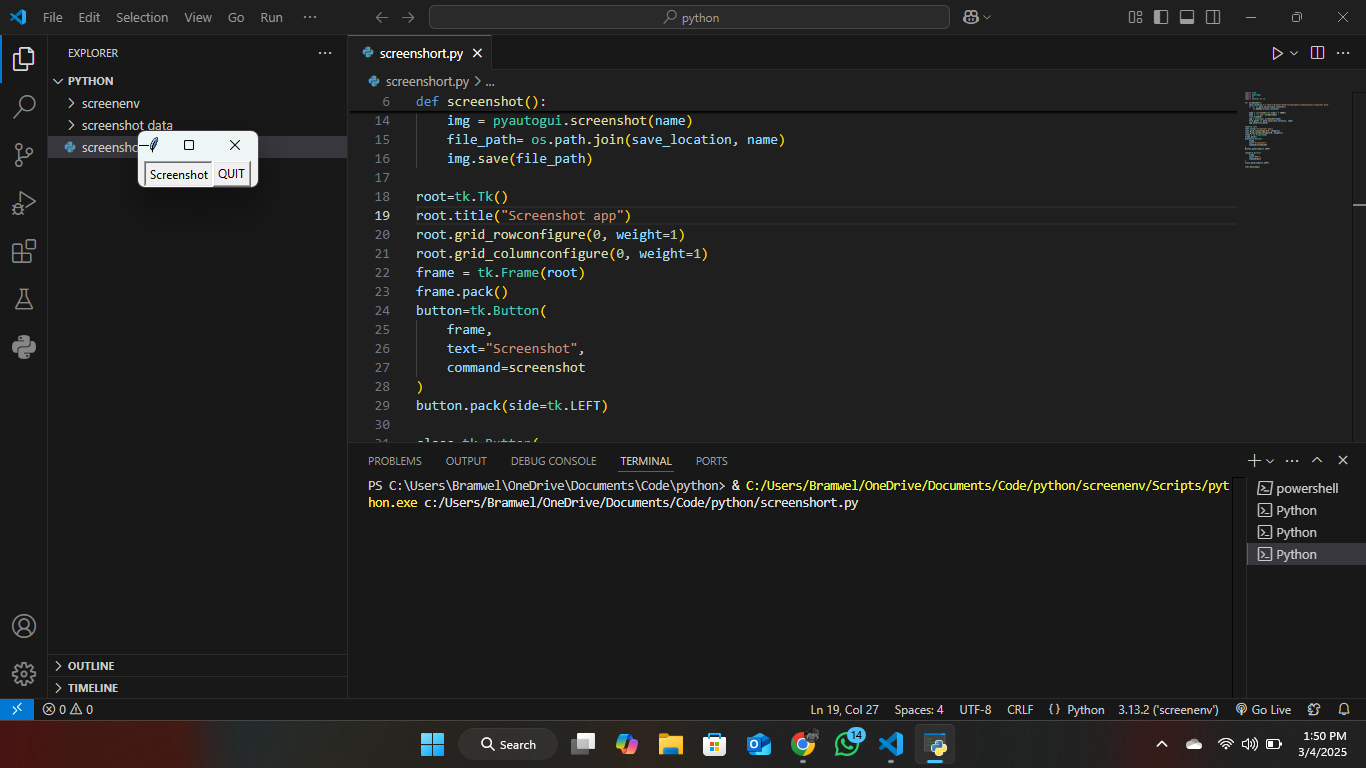 File Edit Selection View Go Run ···
python
EXPLORER ···
PYTHON
screenenv
screenshot data
screensho
Screenshot QUIT
screenshort.py
screenshort.py > ...
6 def screenshot():
14 img = pyautogui.screenshot(name)
15 file_path= os.path.join(save_location, name)
16 img.save(file_path)
17
18 root=tk.Tk()
19 root.title("Screenshot app")
20 root.grid_rowconfigure(0, weight=1)
21 root.grid_columnconfigure(0, weight=1)
22 frame = tk.Frame(root)
23 frame.pack()
24 button=tk.Button(
25 frame,
26 text="Screenshot",
27 command=screenshot
28 )
29 button.pack(side=tk.LEFT)
30
PROBLEMS OUTPUT DEBUG CONSOLE TERMINAL PORTS
PS C:\Users\Bramwel\OneDrive\Documents\Code\python> & C:/Users/Bramwel/OneDrive/Documents/Code/python/screenenv/Scripts/pyt
hon.exe c:/Users/Bramwel/OneDrive/Documents/Code/python/screenshort.py
powershell
Python
Python
Python
OUTLINE
TIMELINE
0 0
Ln 19, Col 27 Spaces: 4 UTF-8 CRLF {} Python 3.13.2 ('screenenv') Go Live
Search
14
1:50 PM
3/4/2025